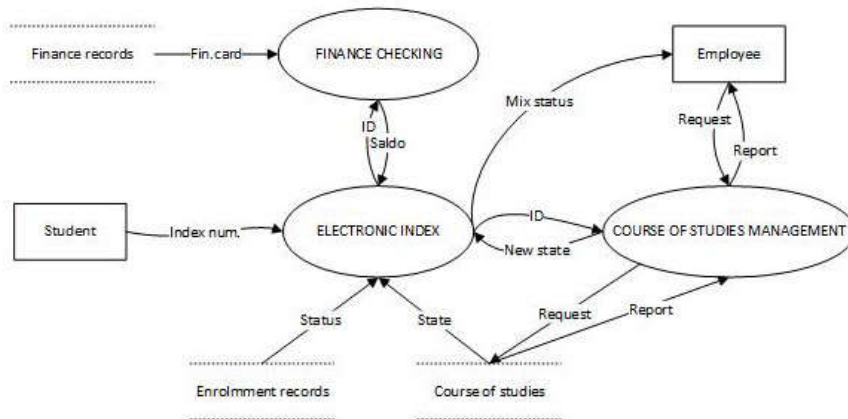 Finance records
Fin.card
FINANCE CHECKING
Employee
Mix status
ID
Saldo
Request
Report
Student
Index num.
ELECTRONIC INDEX
ID
New state
COURSE OF STUDIES MANAGEMENT
Status
State
Request
Report
Enrolmment records
Course of studies